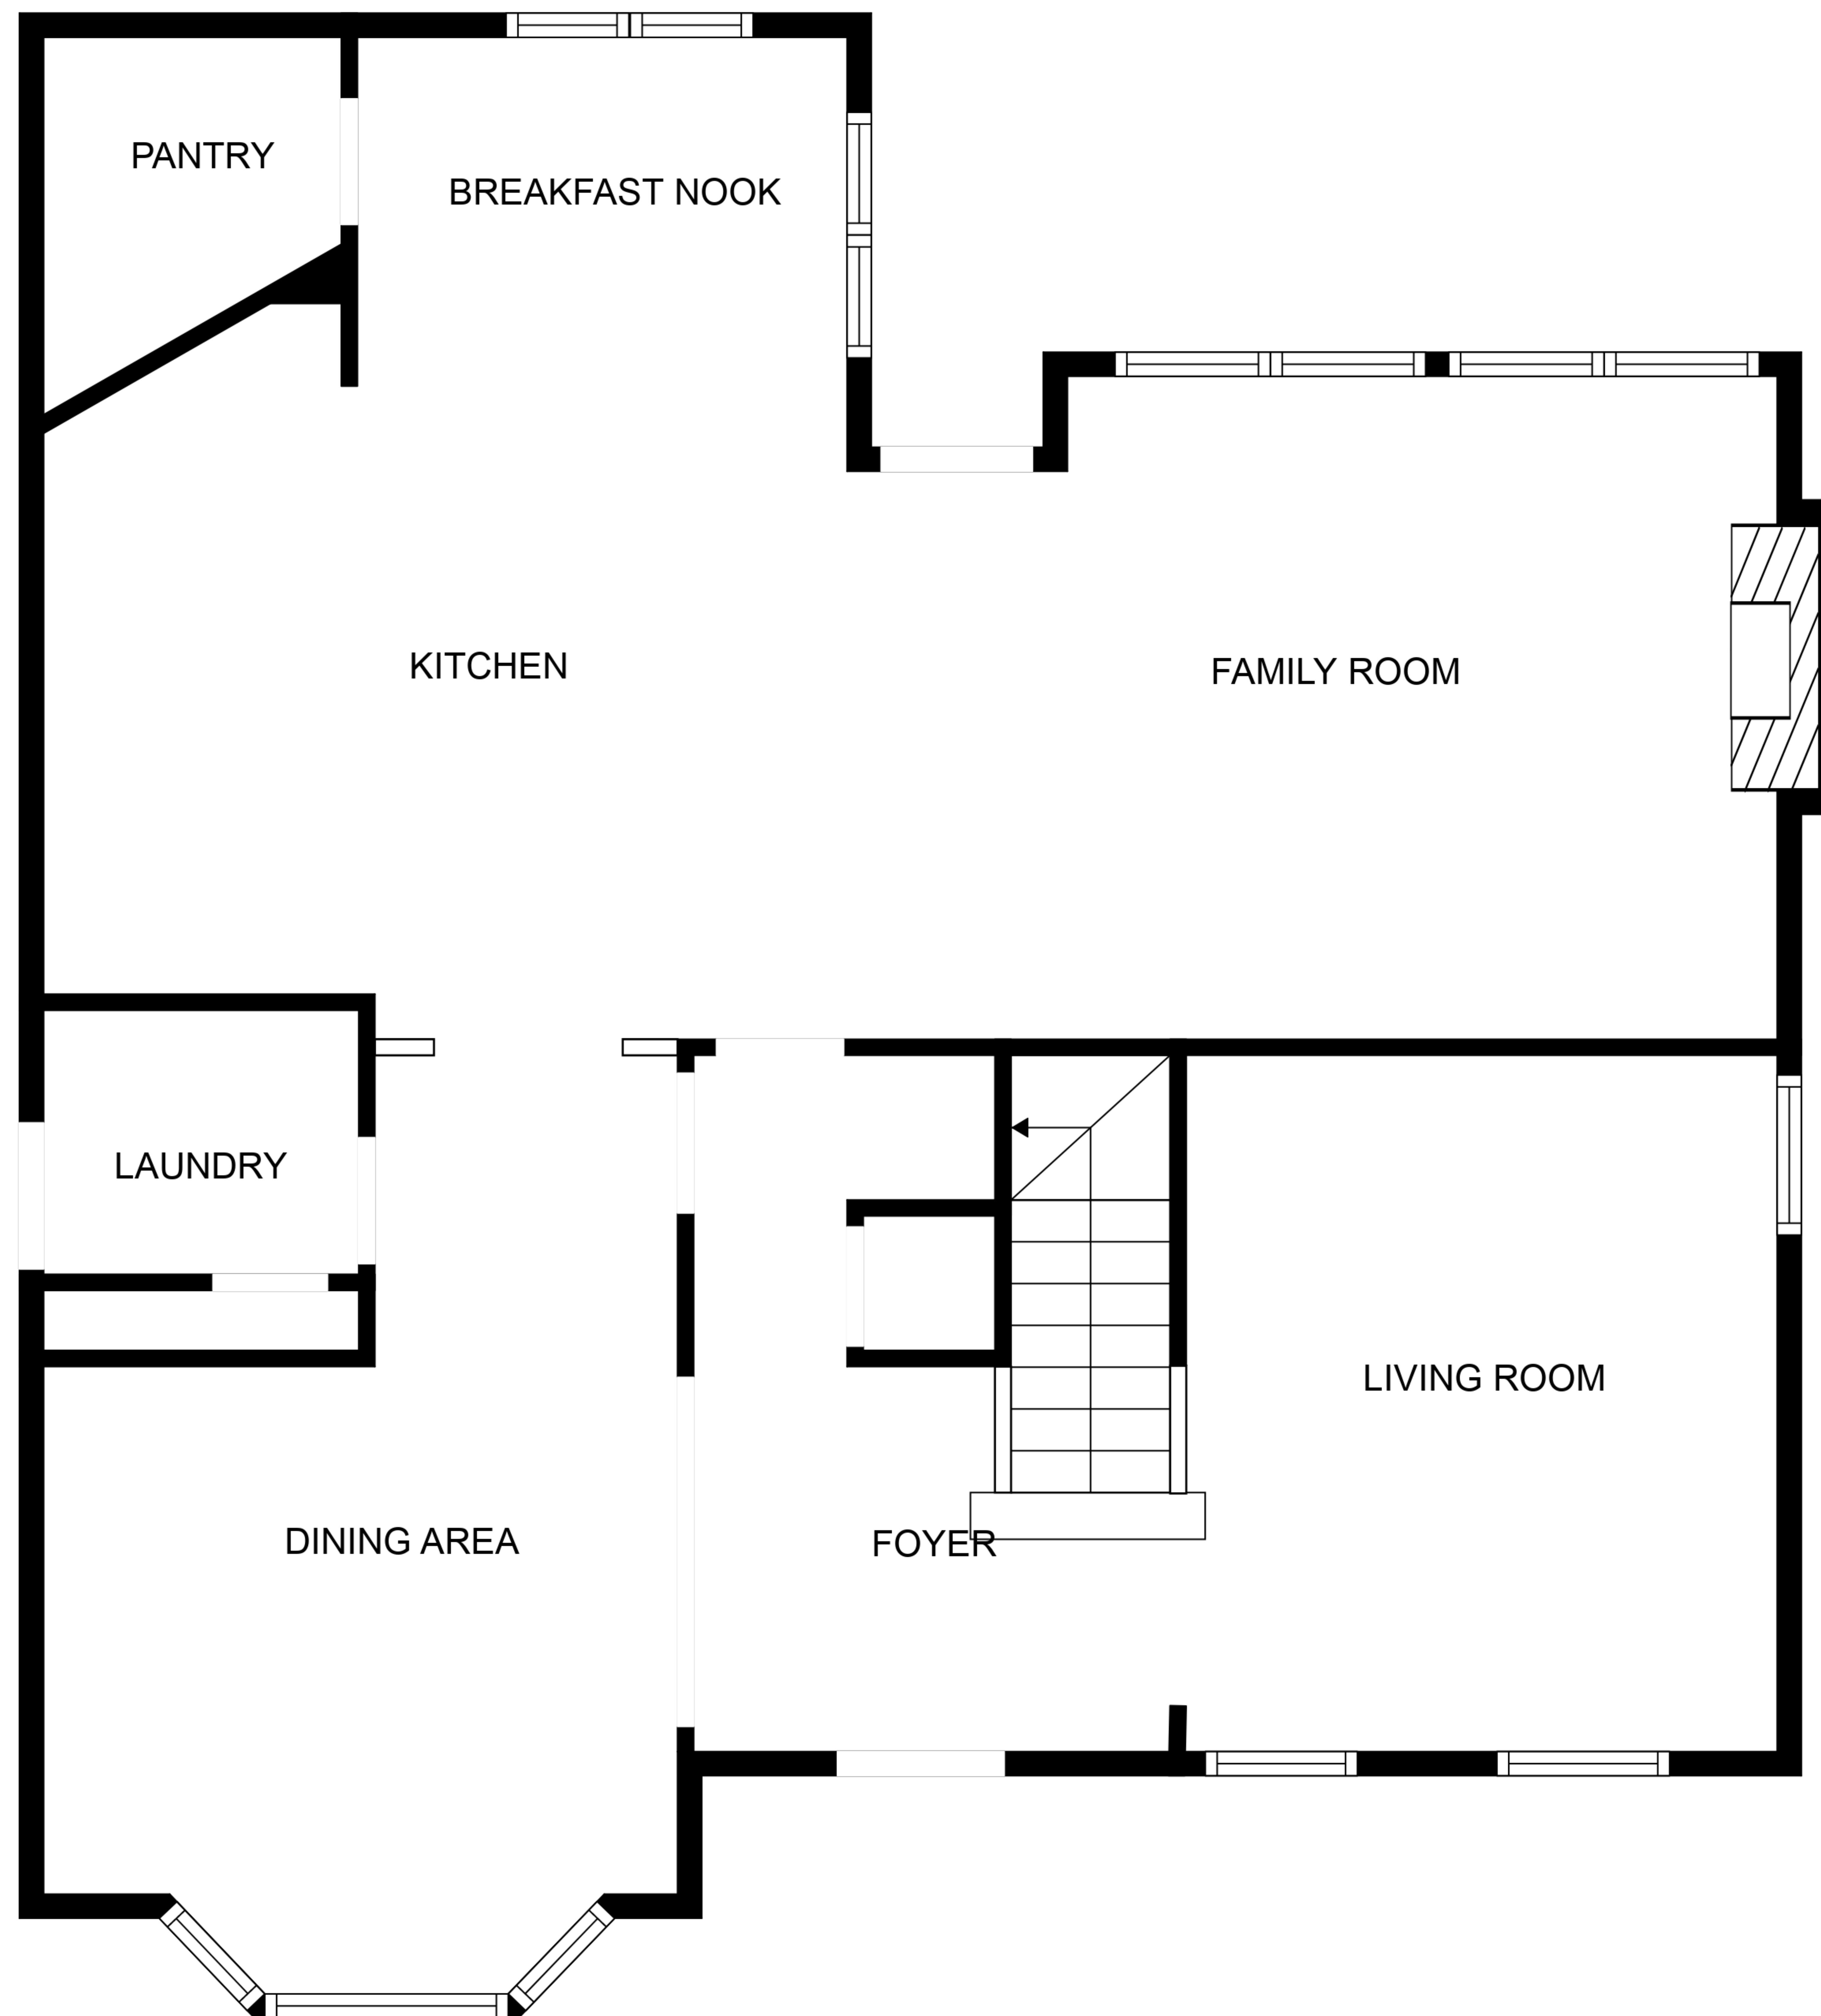 PANTRY
BREAKFAST NOOK
KITCHEN
FAMILY ROOM
LAUNDRY
LIVING ROOM
DINING AREA
FOYER